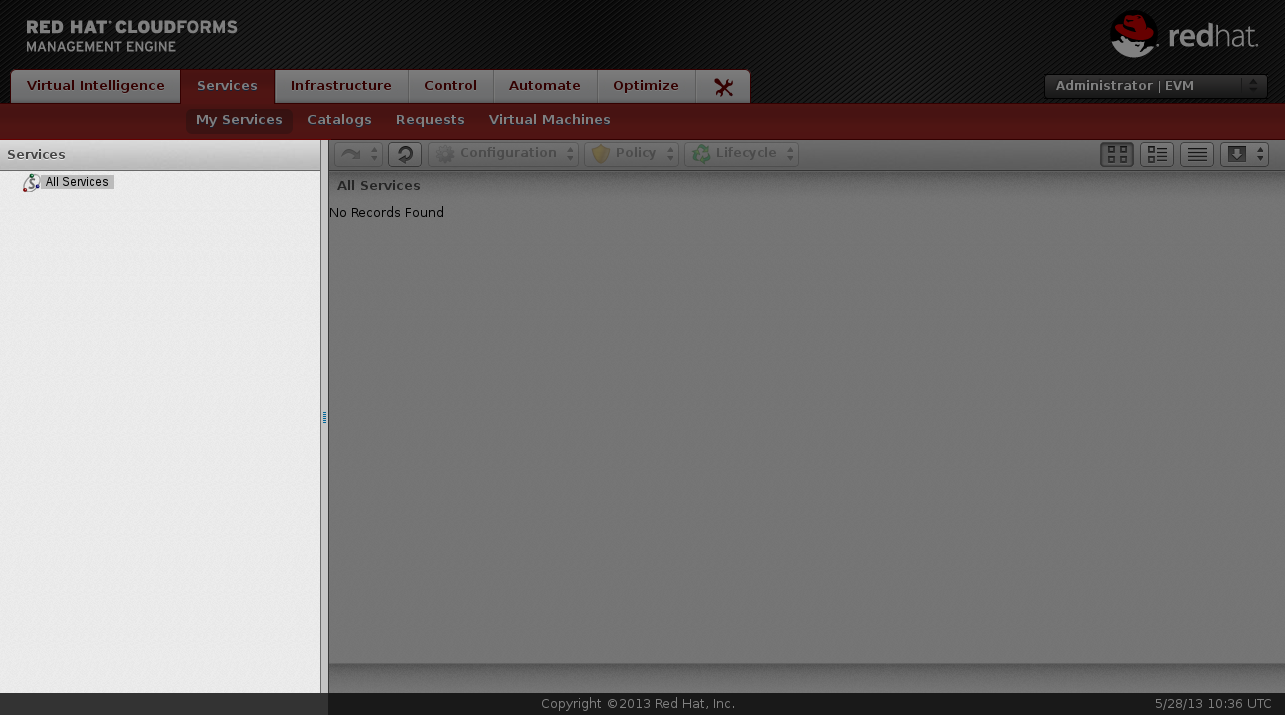 RED HAT® CLOUDFORMS
MANAGEMENT ENGINE
redhat.
Virtual Intelligence Services Infrastructure Control Automate Optimize
Administrator | EVM
My Services Catalogs Requests Virtual Machines
Services
Configuration Policy Lifecycle
All Services
All Services
No Records Found
Copyright ©2013 Red Hat, Inc.
5/28/13 10:36 UTC